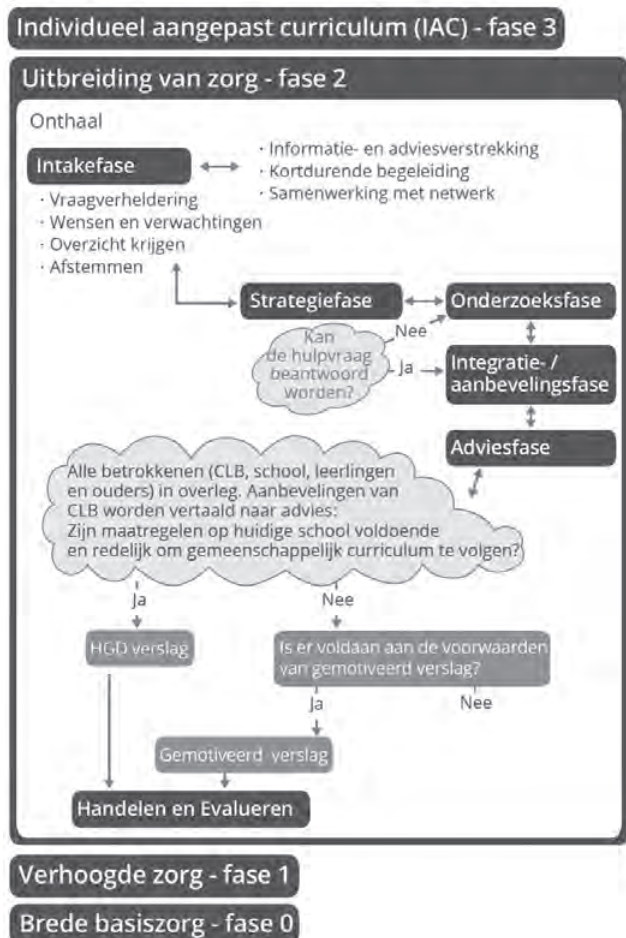 Individueel aangepast curriculum (IAC) - fase 3
Uitbreiding van zorg - fase 2
Onthaal
Intakefase
· Informatie- en adviesverstrekking
· Kortdurende begeleiding
· Samenwerking met netwerk
· Vraagverheldering
· Wensen en verwachtingen
· Overzicht krijgen
· Afstemmen
Strategiefase
Onderzoeksfase
Kan
de hulpvraag
beantwoord
worden?
Nee
Ja
Integratie- /
aanbevelingsfase
Adviesfase
Alle betrokkenen (CLB, school, leerlingen
en ouders) in overleg. Aanbevelingen van
CLB worden vertaald naar advies:
Zijn maatregelen op huidige school voldoende
en redelijk om gemeenschappelijk curriculum te volgen?
Ja
Nee
HGD verslag
Is er voldaan aan de voorwaarden
van gemotiveerd verslag?
Ja
Nee
Gemotiveerd verslag
Handelen en Evalueren
Verhoogde zorg - fase 1
Brede basiszorg - fase 0